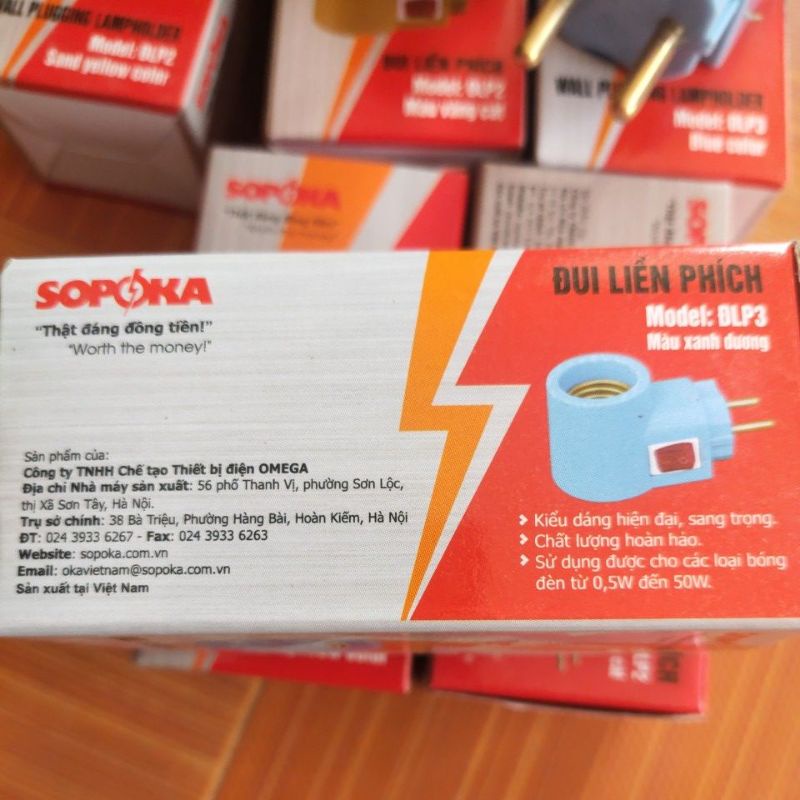 WALL PLUGGING LAMPHOLDER
Model: ĐLP2
Sand yellow color
ĐUI LIỀN PHÍCH
Model: ĐLP2
Màu vàng cát
LAMPHOLDER
Model: ĐLP3
Blue color
SOPOKA
SOPOKA
"Thật đáng đồng tiền!"
"Worth the money!"
Sản phẩm của:
Công ty TNHH Chế tạo Thiết bị điện OMEGA
Địa chỉ Nhà máy sản xuất: 56 phố Thanh Vị, phường Sơn Lộc,
thị Xã Sơn Tây, Hà Nội.
Trụ sở chính: 38 Bà Triệu, Phường Hàng Bài, Hoàn Kiếm, Hà Nội
ĐT: 024 3933 6267 - Fax: 024 3933 6263
Website: sopoka.com.vn
Email: okavietnam@sopoka.com.vn
Sản xuất tại Việt Nam
ĐUI LIỀN PHÍCH
Model: ĐLP3
Màu xanh dương
Kiểu dáng hiện đại, sang trọng.
Chất lượng hoàn hảo.
Sử dụng được cho các loại bóng
đèn từ 0,5W đến 50W.